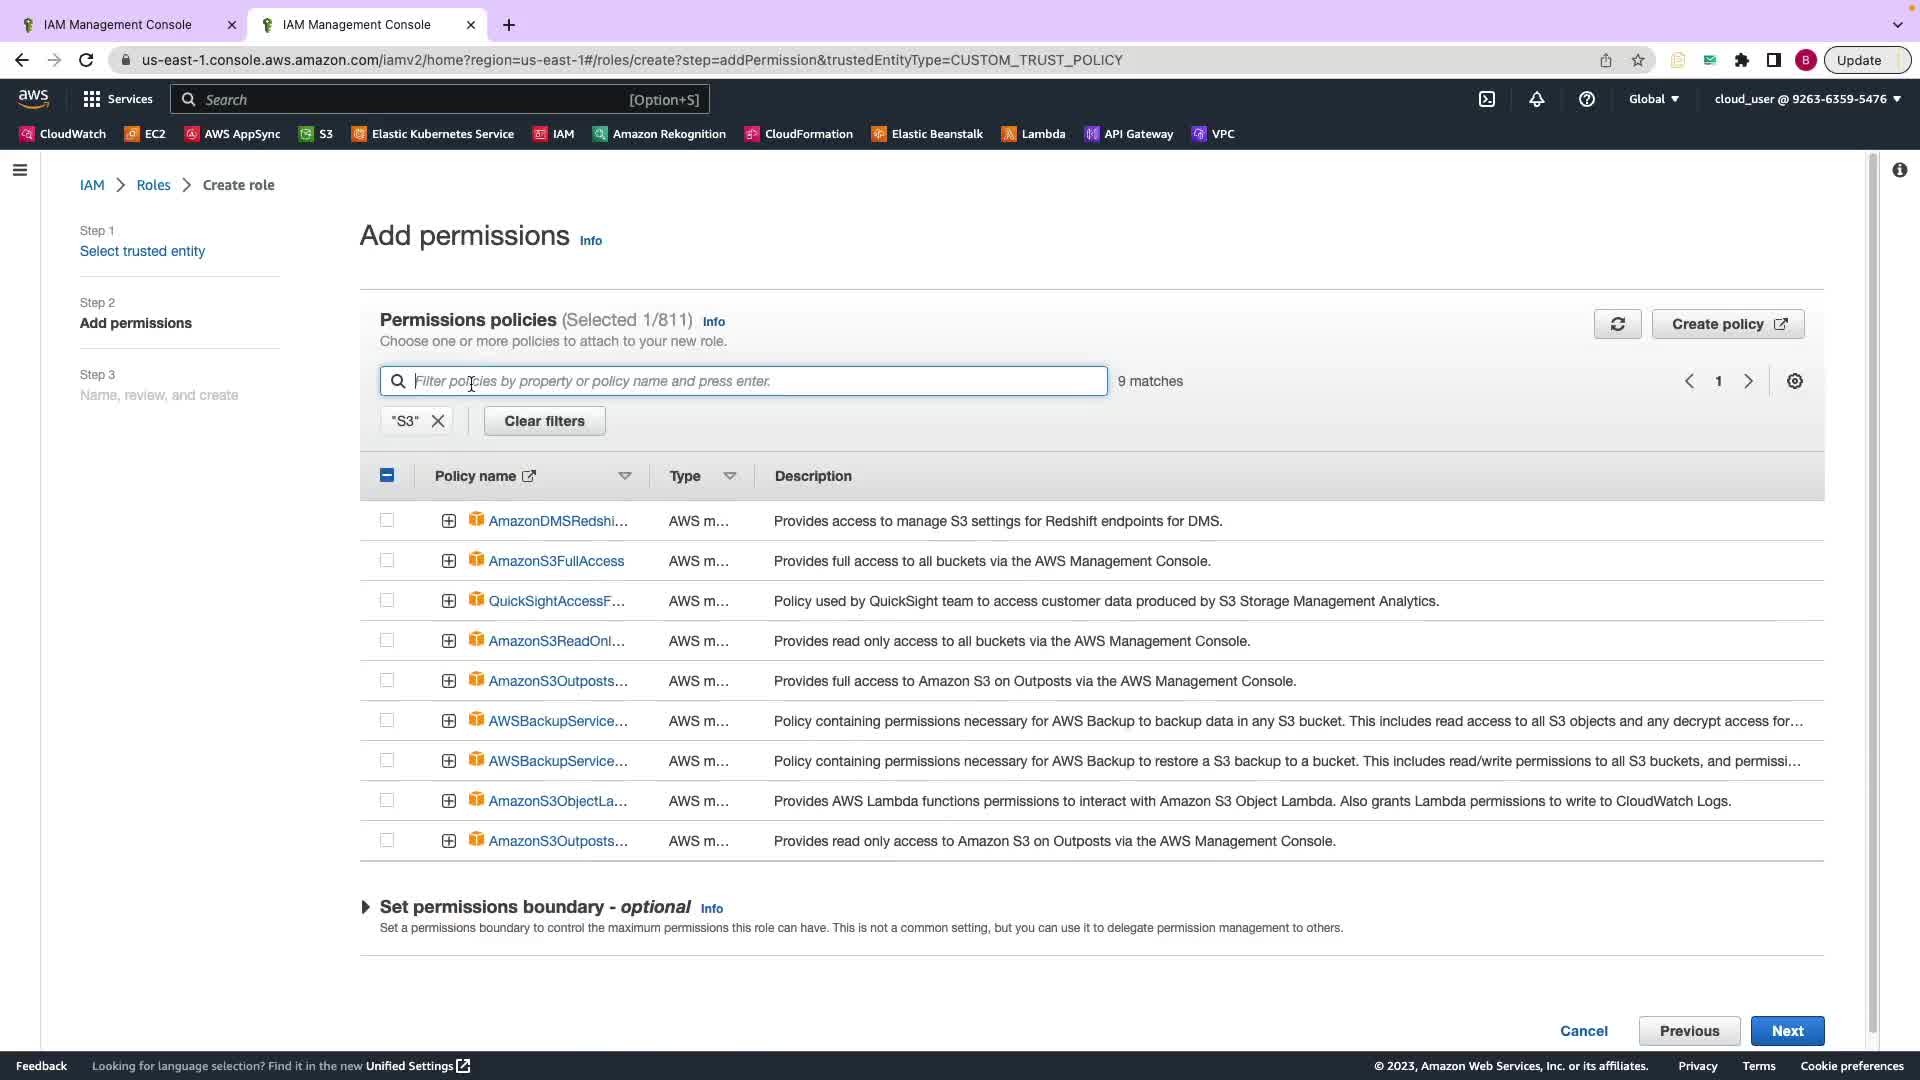 IAM Management Console
IAM Management Console
us-east-1.console.aws.amazon.com/iamv2/home?region=us-east-1#/roles/create?step=addPermission&trustedEntityType=CUSTOM_TRUST_POLICY
B
Update
aws
Services
Search
[Option+S]
Global
cloud_user @ 9263-6359-5476
CloudWatch
EC2
AWS AppSync
S3
Elastic Kubernetes Service
IAM
Amazon Rekognition
CloudFormation
Elastic Beanstalk
Lambda
API Gateway
VPC
IAM
Roles
Create role
Step 1
Select trusted entity
Step 2
Add permissions
Step 3
Name, review, and create
Add permissions Info
Permissions policies (Selected 1/811) Info
Choose one or more policies to attach to your new role.
Create policy
Filter policies by property or policy name and press enter.
9 matches
1
"S3"
Clear filters
Policy name Type Description
AmazonDMSRedshi... AWS m... Provides access to manage S3 settings for Redshift endpoints for DMS.
AmazonS3FullAccess AWS m... Provides full access to all buckets via the AWS Management Console.
QuickSightAccessF... AWS m... Policy used by QuickSight team to access customer data produced by S3 Storage Management Analytics.
AmazonS3ReadOnl... AWS m... Provides read only access to all buckets via the AWS Management Console.
AmazonS3Outposts... AWS m... Provides full access to Amazon S3 on Outposts via the AWS Management Console.
AWSBackupService... AWS m... Policy containing permissions necessary for AWS Backup to backup data in any S3 bucket. This includes read access to all S3 objects and any decrypt access for...
AWSBackupService... AWS m... Policy containing permissions necessary for AWS Backup to restore a S3 backup to a bucket. This includes read/write permissions to all S3 buckets, and permissi...
AmazonS3ObjectLa... AWS m... Provides AWS Lambda functions permissions to interact with Amazon S3 Object Lambda. Also grants Lambda permissions to write to CloudWatch Logs.
AmazonS3Outposts... AWS m... Provides read only access to Amazon S3 on Outposts via the AWS Management Console.
Set permissions boundary - optional Info
Set a permissions boundary to control the maximum permissions this role can have. This is not a common setting, but you can use it to delegate permission management to others.
Cancel
Previous
Next
Feedback
Looking for language selection? Find it in the new Unified Settings
© 2023, Amazon Web Services, Inc. or its affiliates.
Privacy
Terms
Cookie preferences